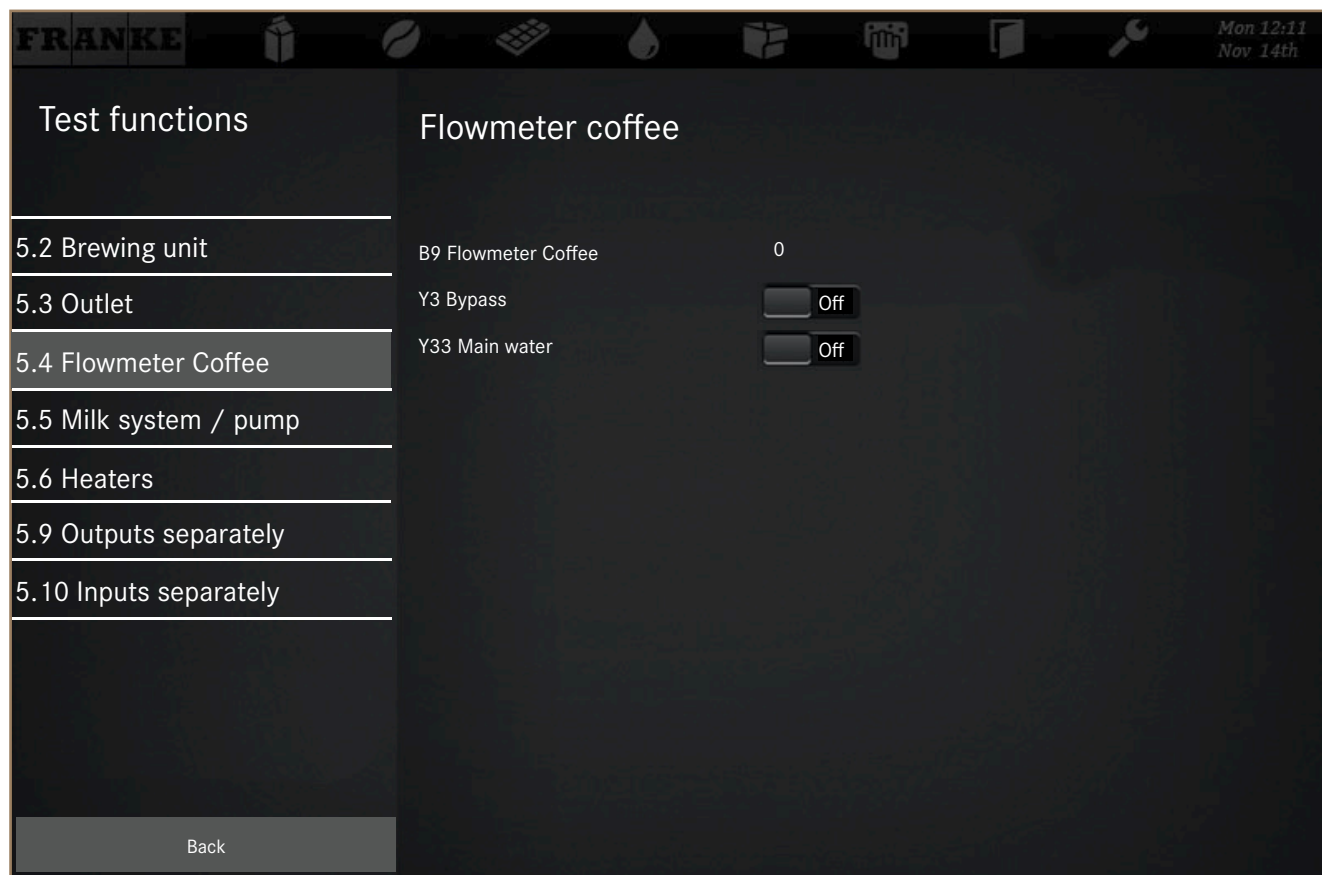 FRANKE
Mon 12:11
Nov 14th
Test functions
5.2 Brewing unit
5.3 Outlet
5.4 Flowmeter Coffee
5.5 Milk system / pump
5.6 Heaters
5.9 Outputs separately
5.10 Inputs separately
Back
Flowmeter coffee
B9 Flowmeter Coffee 0
Y3 Bypass Off
Y33 Main water Off